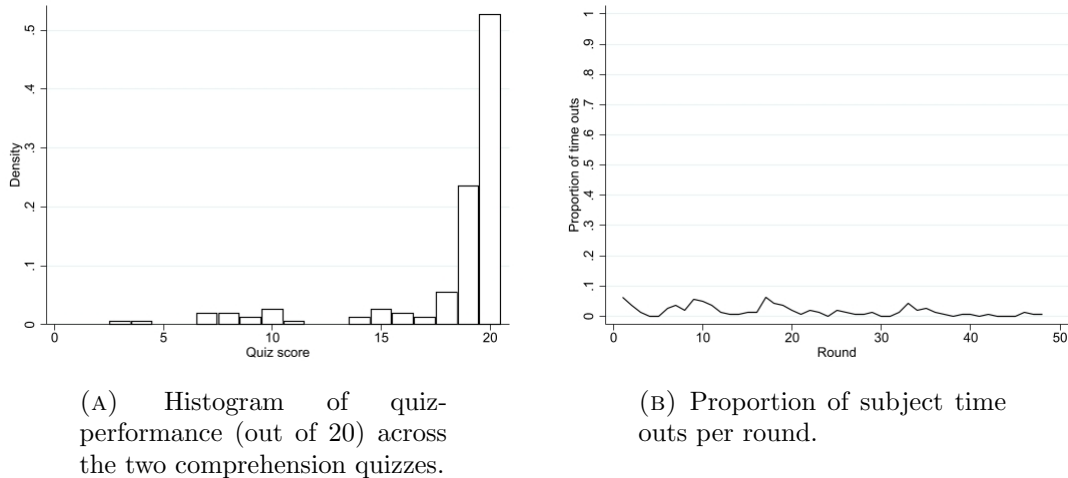 .5
.4
.3
.2
.1
0
Density
0 5 10 15 20
Quiz score
1
.9
.8
.7
.6
.5
.4
.3
.2
.1
0
Proportion of time outs
0 10 20 30 40 50
Round
(A) Histogram of quiz-
performance (out of 20) across
the two comprehension quizzes.
(B) Proportion of subject time
outs per round.